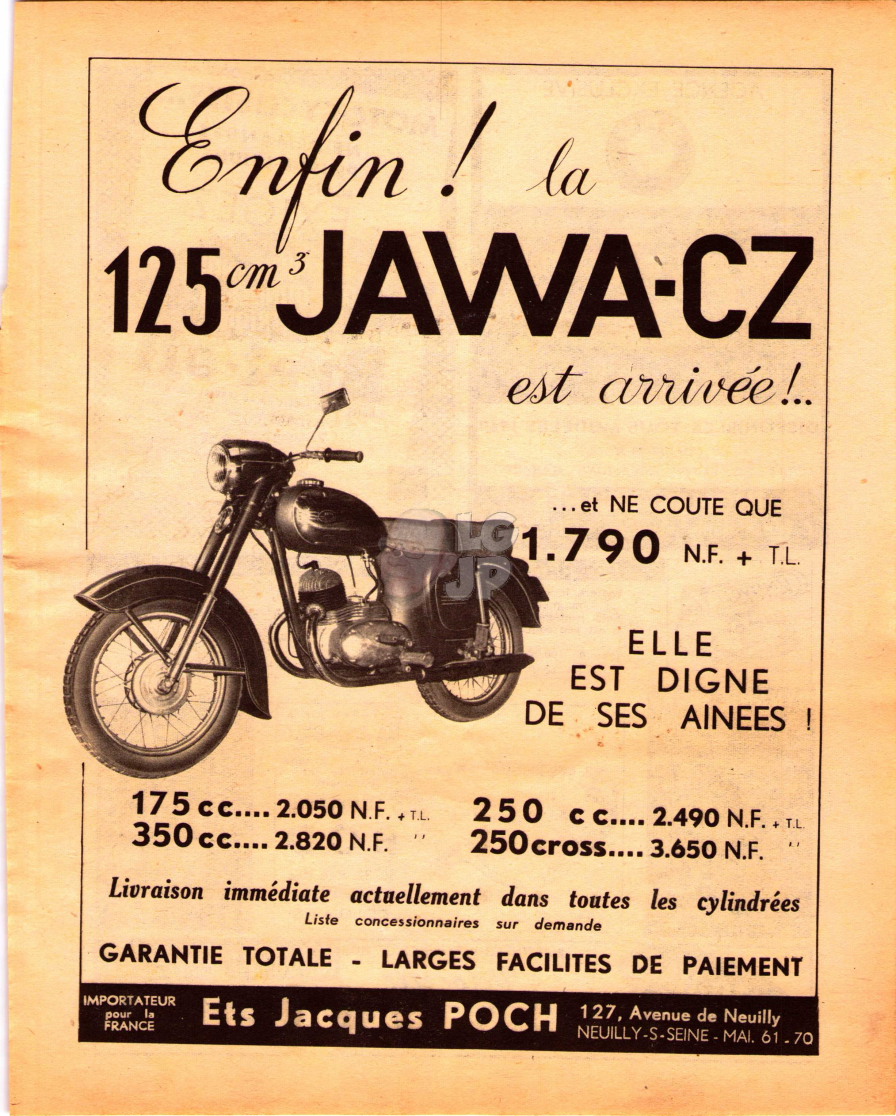 Enfin ! la
125 cm³ JAWA-CZ
est arrivée !..
...et NE COUTE QUE
1.790 N.F. + T.L.
LG
JP
ELLE
EST DIGNE
DE SES AINEES !
175 cc.... 2.050 N.F. + T.L.
250 cc.... 2.490 N.F. + T.L.
350 cc.... 2.820 N.F. ''
250 cross.... 3.650 N.F. ''
Livraison immédiate actuellement dans toutes les cylindrées
Liste concessionnaires sur demande
GARANTIE TOTALE - LARGES FACILITES DE PAIEMENT
IMPORTATEUR
pour la
FRANCE
Ets Jacques POCH
127, Avenue de Neuilly
NEUILLY-S-SEINE - MAI. 61-70